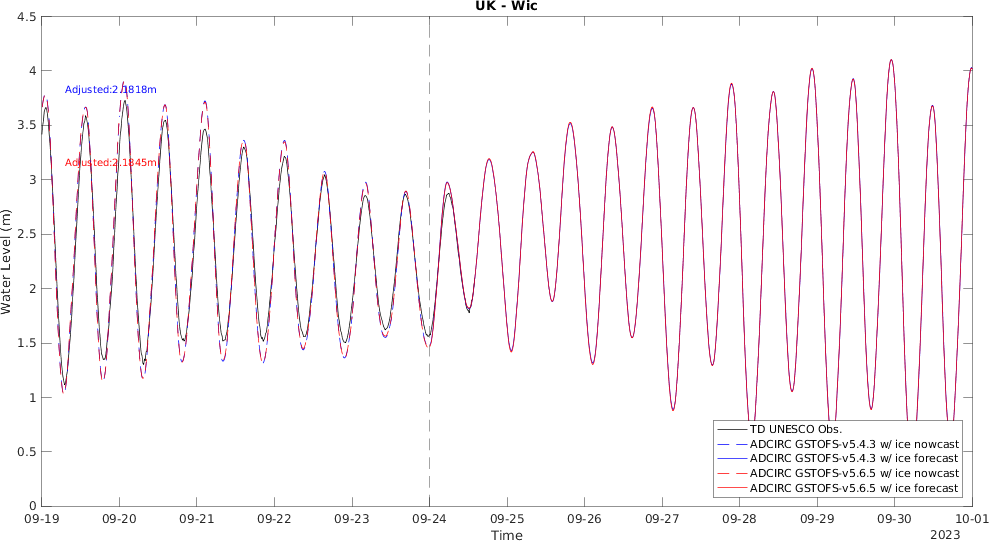 UK - Wic
4.5
4
3.5
3
2.5
2
1.5
1
0.5
0
Water Level (m)
Adjusted:2.1818m
Adjusted:2.1845m
TD UNESCO Obs.
ADCIRC GSTOFS-v5.4.3 w/ ice nowcast
ADCIRC GSTOFS-v5.4.3 w/ ice forecast
ADCIRC GSTOFS-v5.6.5 w/ ice nowcast
ADCIRC GSTOFS-v5.6.5 w/ ice forecast
09-19 09-20 09-21 09-22 09-23 09-24 09-25 09-26 09-27 09-28 09-29 09-30 10-01
Time
2023